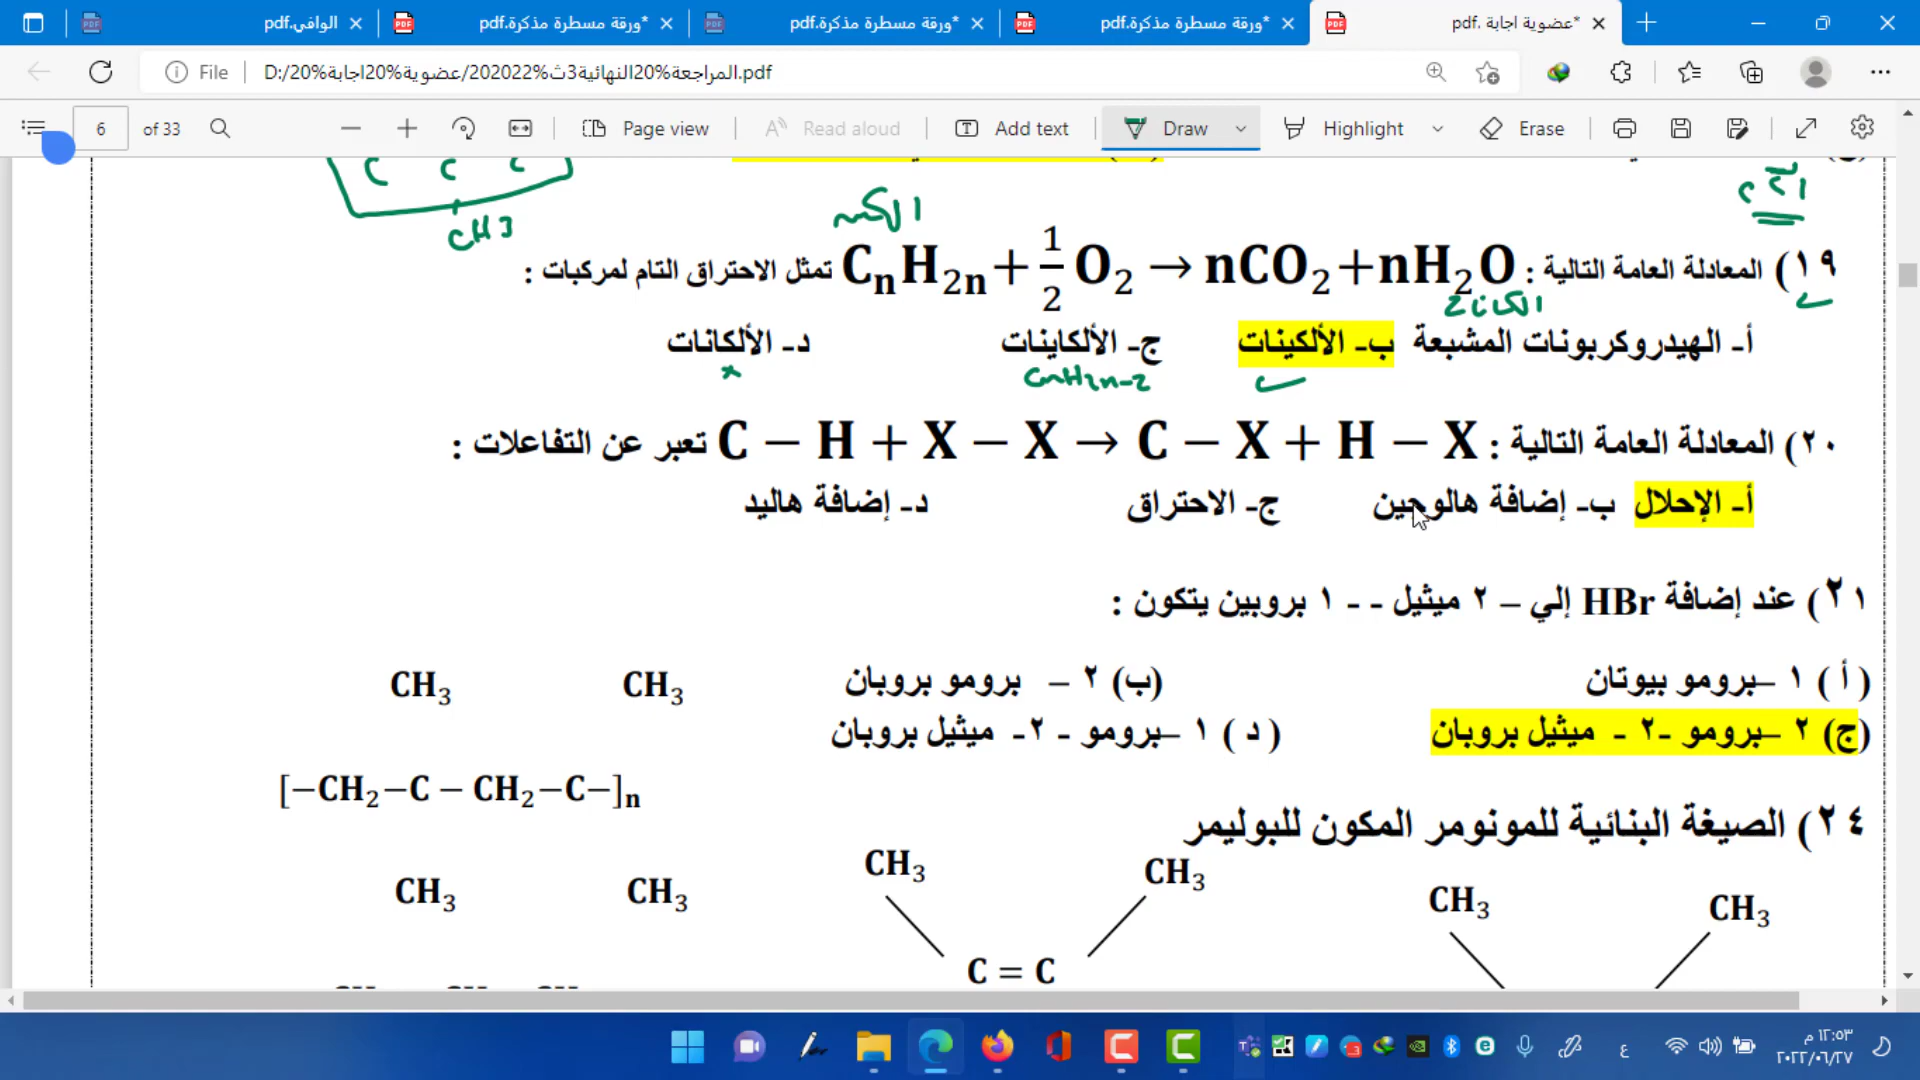 الوافي.pdf
*ورقة مسطرة مذكرة.pdf
*ورقة مسطرة مذكرة.pdf
*ورقة مسطرة مذكرة.pdf
*عضوية اجابة .pdf
File D:/20%المراجعة%20النهائية3ث%202022/عضوية%20اجابة.pdf
6 of 33 Page view Read aloud Add text Draw Highlight Erase
C C C
CH3
١٩) المعادلة العامة التالية : CnH2n + 1/2 O2 → nCO2 + nH2O تمثل الاحتراق التام لمركبات :
أ- الهيدروكربونات المشبعة ب- الألكينات ج- الألكاينات د- الألكانات
CnH2n-2
٢٠) المعادلة العامة التالية : C − H + X − X → C − X + H − X تعبر عن التفاعلات :
أ- الإحلال ب- إضافة هالوجين ج- الاحتراق د- إضافة هاليد
٢١) عند إضافة HBr إلي – ٢ ميثيل - - ١ بروبين يتكون :
( أ ) ١ –برومو بيوتان (ب) ٢ – برومو بروبان
(ج) ٢ –برومو -٢ - ميثيل بروبان ( د ) ١ –برومو - ٢- ميثيل بروبان
CH3 CH3
[−CH2−C − CH2−C−]n
CH3 CH3
٢٤) الصيغة البنائية للمونومر المكون للبوليمر
CH3 CH3
C = C
CH3 CH3
١٢:٥٣ م
٢٠٢٢/٠٦/٢٧